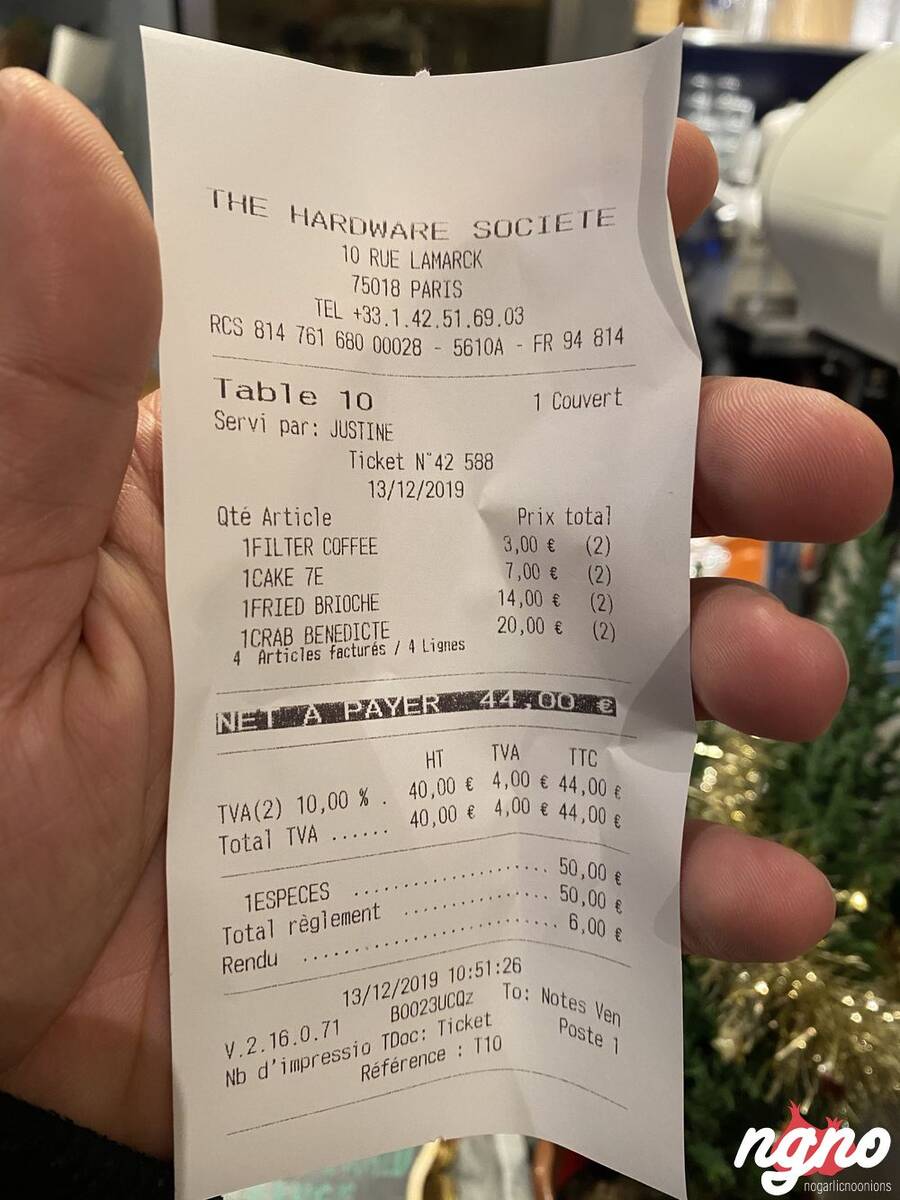 THE HARDWARE SOCIETE
10 RUE LAMARCK
75018 PARIS
TEL +33.1.42.51.69.03
RCS 814 761 680 00028 - 5610A - FR 94 814
Table 10 1 Couvert
Servi par: JUSTINE
Ticket N°42 588
13/12/2019
Qté Article Prix total
1FILTER COFFEE 3,00 € (2)
1CAKE 7E 7,00 € (2)
1FRIED BRIOCHE 14,00 € (2)
1CRAB BENEDICTE 20,00 € (2)
4 Articles facturés / 4 Lignes
NET A PAYER 44,00 €
HT TVA TTC
TVA(2) 10,00 % . 40,00 € 4,00 € 44,00 €
Total TVA ...... 40,00 € 4,00 € 44,00 €
1ESPECES .................... 50,00 €
Total règlement ............... 50,00 €
Rendu .......................... 6,00 €
13/12/2019 10:51:26
V.2.16.0.71 B0023UCQz To: Notes Ven
Nb d'impressio TDoc: Ticket Poste 1
Référence : T10
ngno
nogarlicnoonions